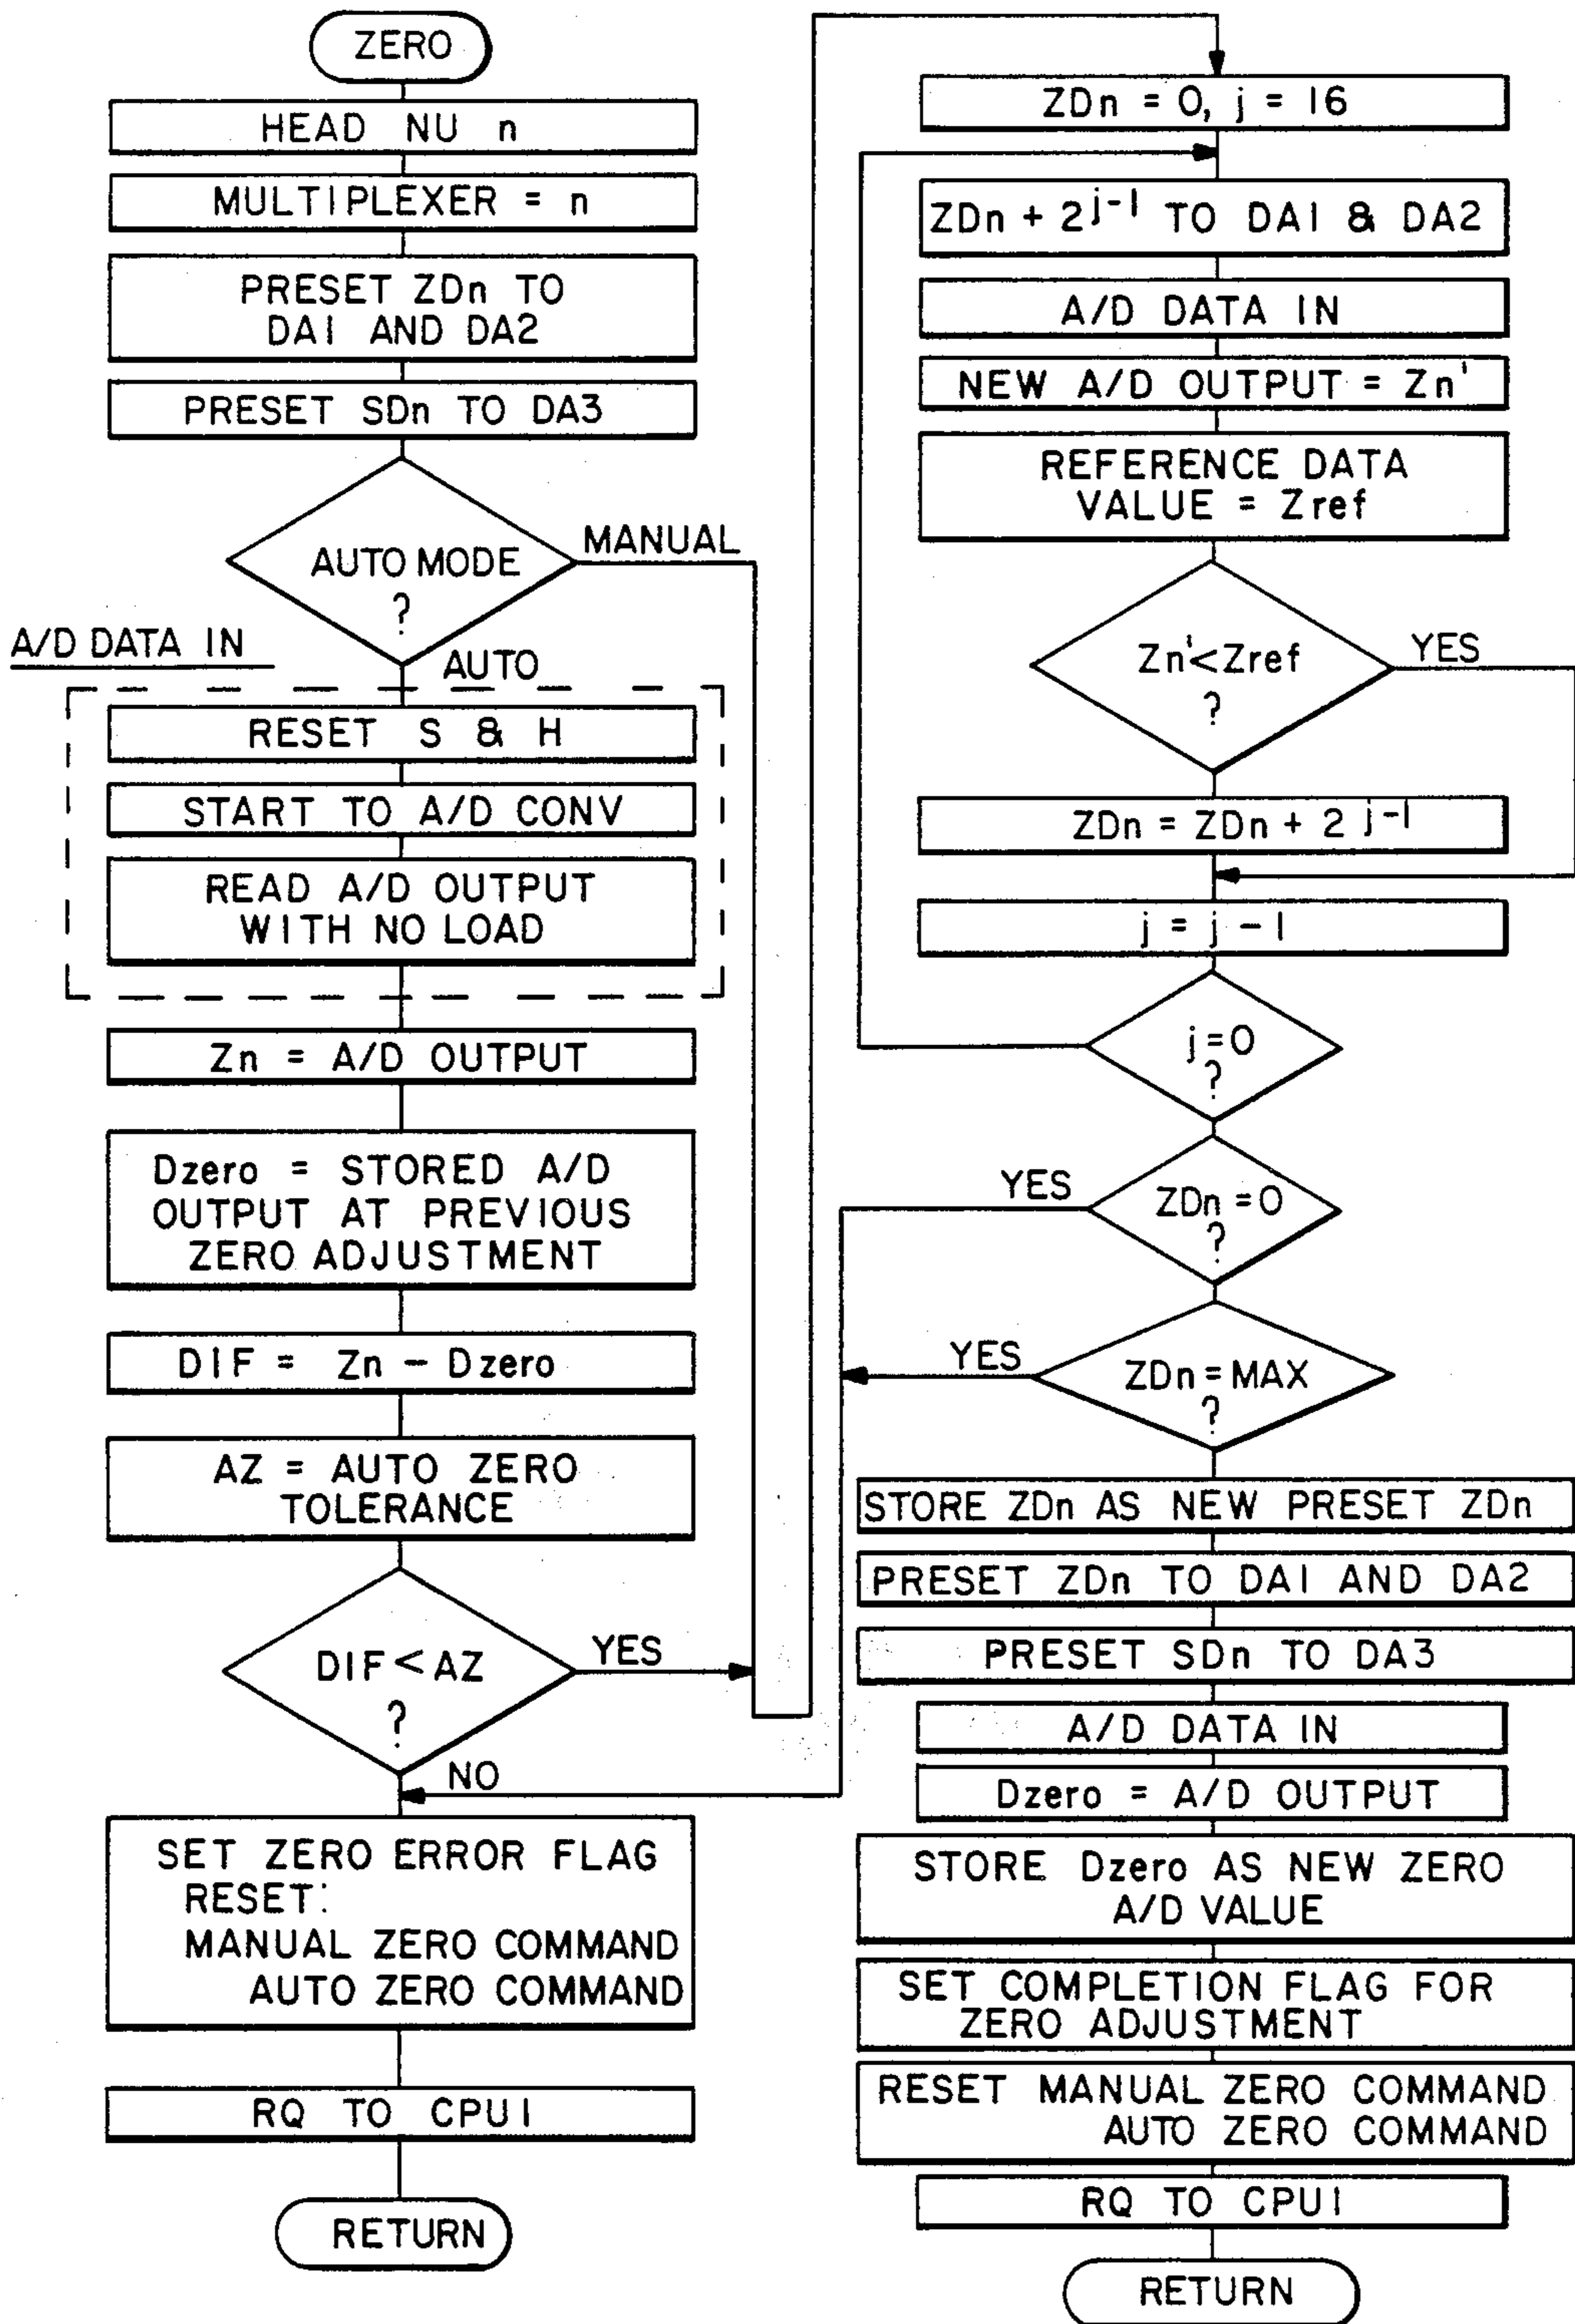 ZERO
HEAD NU n
MULTIPLEXER = n
PRESET ZDn TO
DA1 AND DA2
PRESET SDn TO DA3
AUTO MODE
?
MANUAL
A/D DATA IN
AUTO
RESET S & H
START TO A/D CONV
READ A/D OUTPUT
WITH NO LOAD
Zn = A/D OUTPUT
Dzero = STORED A/D
OUTPUT AT PREVIOUS
ZERO ADJUSTMENT
DIF = Zn - Dzero
AZ = AUTO ZERO
TOLERANCE
DIF < AZ
?
YES
NO
SET ZERO ERROR FLAG
RESET:
MANUAL ZERO COMMAND
AUTO ZERO COMMAND
RQ TO CPU1
RETURN
ZDn = 0, j = 16
ZDn + 2^j-1 TO DA1 & DA2
A/D DATA IN
NEW A/D OUTPUT = Zn'
REFERENCE DATA
VALUE = Zref
Zn' < Zref
?
YES
ZDn = ZDn + 2^j-1
j = j - 1
j = 0
?
YES
ZDn = 0
?
YES
ZDn = MAX
?
STORE ZDn AS NEW PRESET ZDn
PRESET ZDn TO DA1 AND DA2
PRESET SDn TO DA3
A/D DATA IN
Dzero = A/D OUTPUT
STORE Dzero AS NEW ZERO
A/D VALUE
SET COMPLETION FLAG FOR
ZERO ADJUSTMENT
RESET MANUAL ZERO COMMAND
AUTO ZERO COMMAND
RQ TO CPU1
RETURN